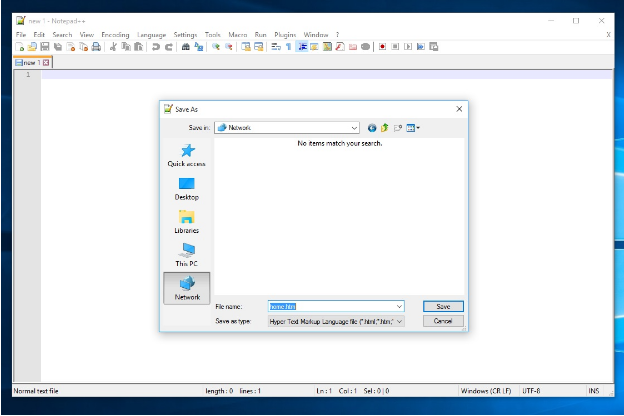 new 1 - Notepad++
File Edit Search View Encoding Language Settings Tools Macro Run Plugins Window ? X
new 1
1
Save As
Save in: Network
No items match your search.
Quick access
Desktop
Libraries
This PC
Network
File name: home.htm Save
Save as type: Hyper Text Markup Language file (*.html;*.htm;* Cancel
Normal text file length : 0 lines : 1 Ln : 1 Col : 1 Sel : 0 | 0 Windows (CR LF) UTF-8 INS